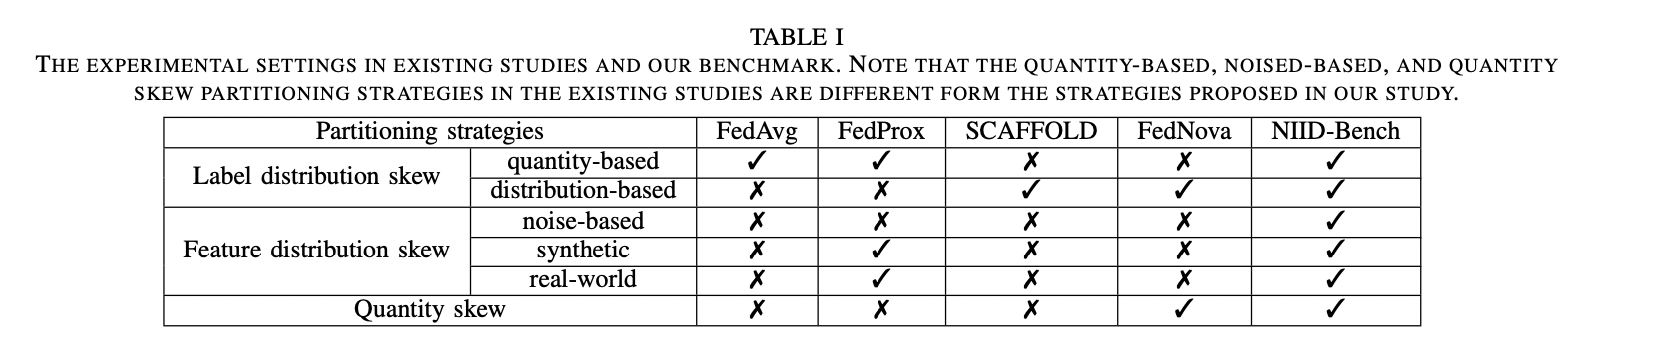 TABLE I
THE EXPERIMENTAL SETTINGS IN EXISTING STUDIES AND OUR BENCHMARK. NOTE THAT THE QUANTITY-BASED, NOISED-BASED, AND QUANTITY
SKEW PARTITIONING STRATEGIES IN THE EXISTING STUDIES ARE DIFFERENT FORM THE STRATEGIES PROPOSED IN OUR STUDY.
Partitioning strategies FedAvg FedProx SCAFFOLD FedNova NIID-Bench
Label distribution skew quantity-based ✓ ✓ ✗ ✗ ✓
distribution-based ✗ ✗ ✓ ✓ ✓
Feature distribution skew noise-based ✗ ✗ ✗ ✗ ✓
synthetic ✗ ✓ ✗ ✗ ✓
real-world ✗ ✓ ✗ ✗ ✓
Quantity skew ✗ ✗ ✗ ✓ ✓